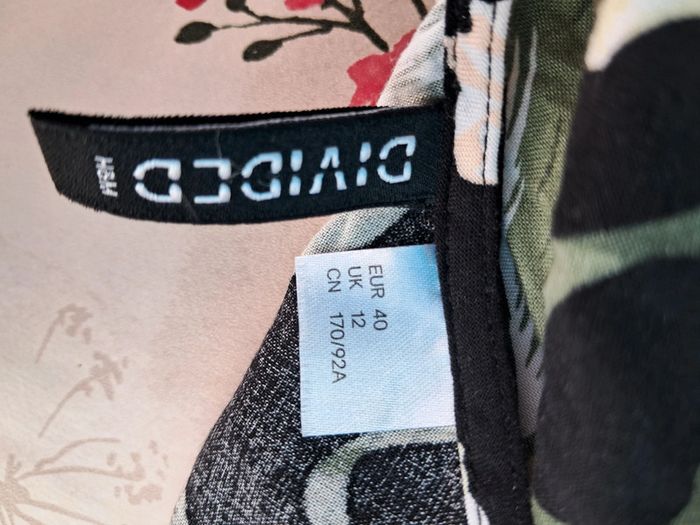 DIVIDED
H&M
EUR 40
UK 12
CN 170/92A